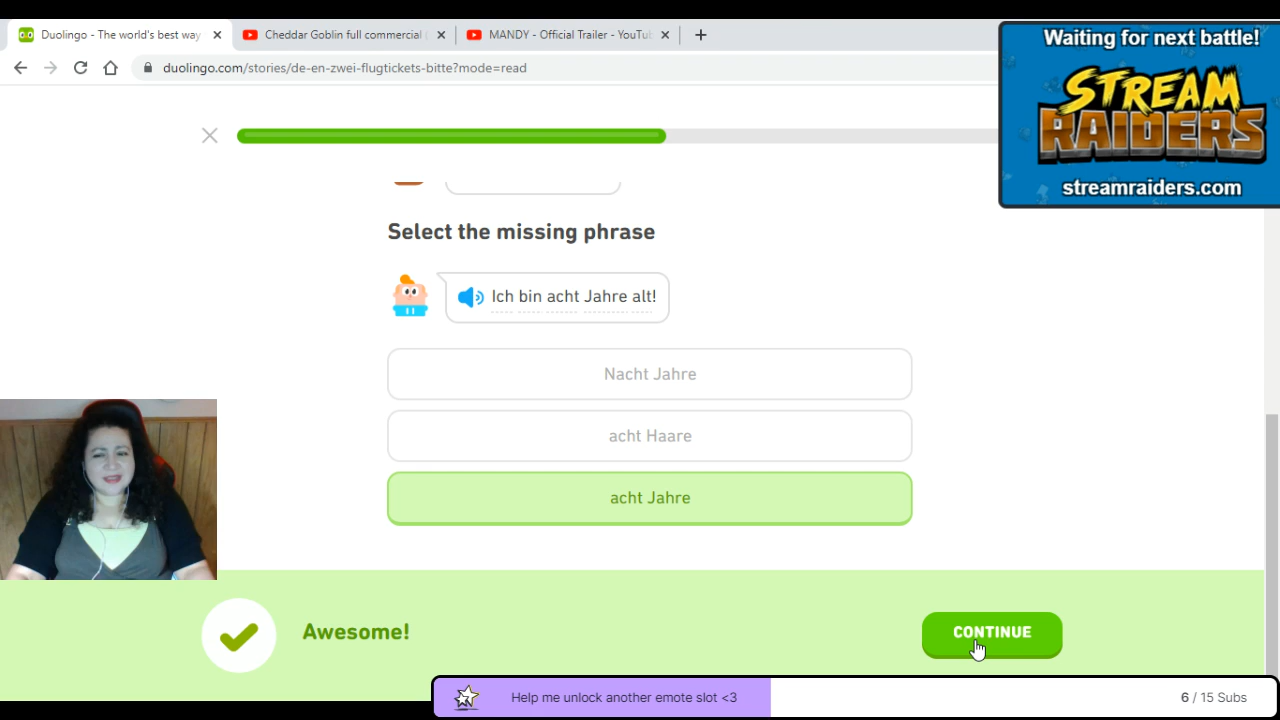 Duolingo - The world's best way
Cheddar Goblin full commercial
MANDY - Official Trailer - YouTub
duolingo.com/stories/de-en-zwei-flugtickets-bitte?mode=read
Waiting for next battle!
STREAM
RAIDERS
streamraiders.com
Select the missing phrase
Ich bin acht Jahre alt!
Nacht Jahre
acht Haare
acht Jahre
Awesome!
CONTINUE
Help me unlock another emote slot <3
6 / 15 Subs